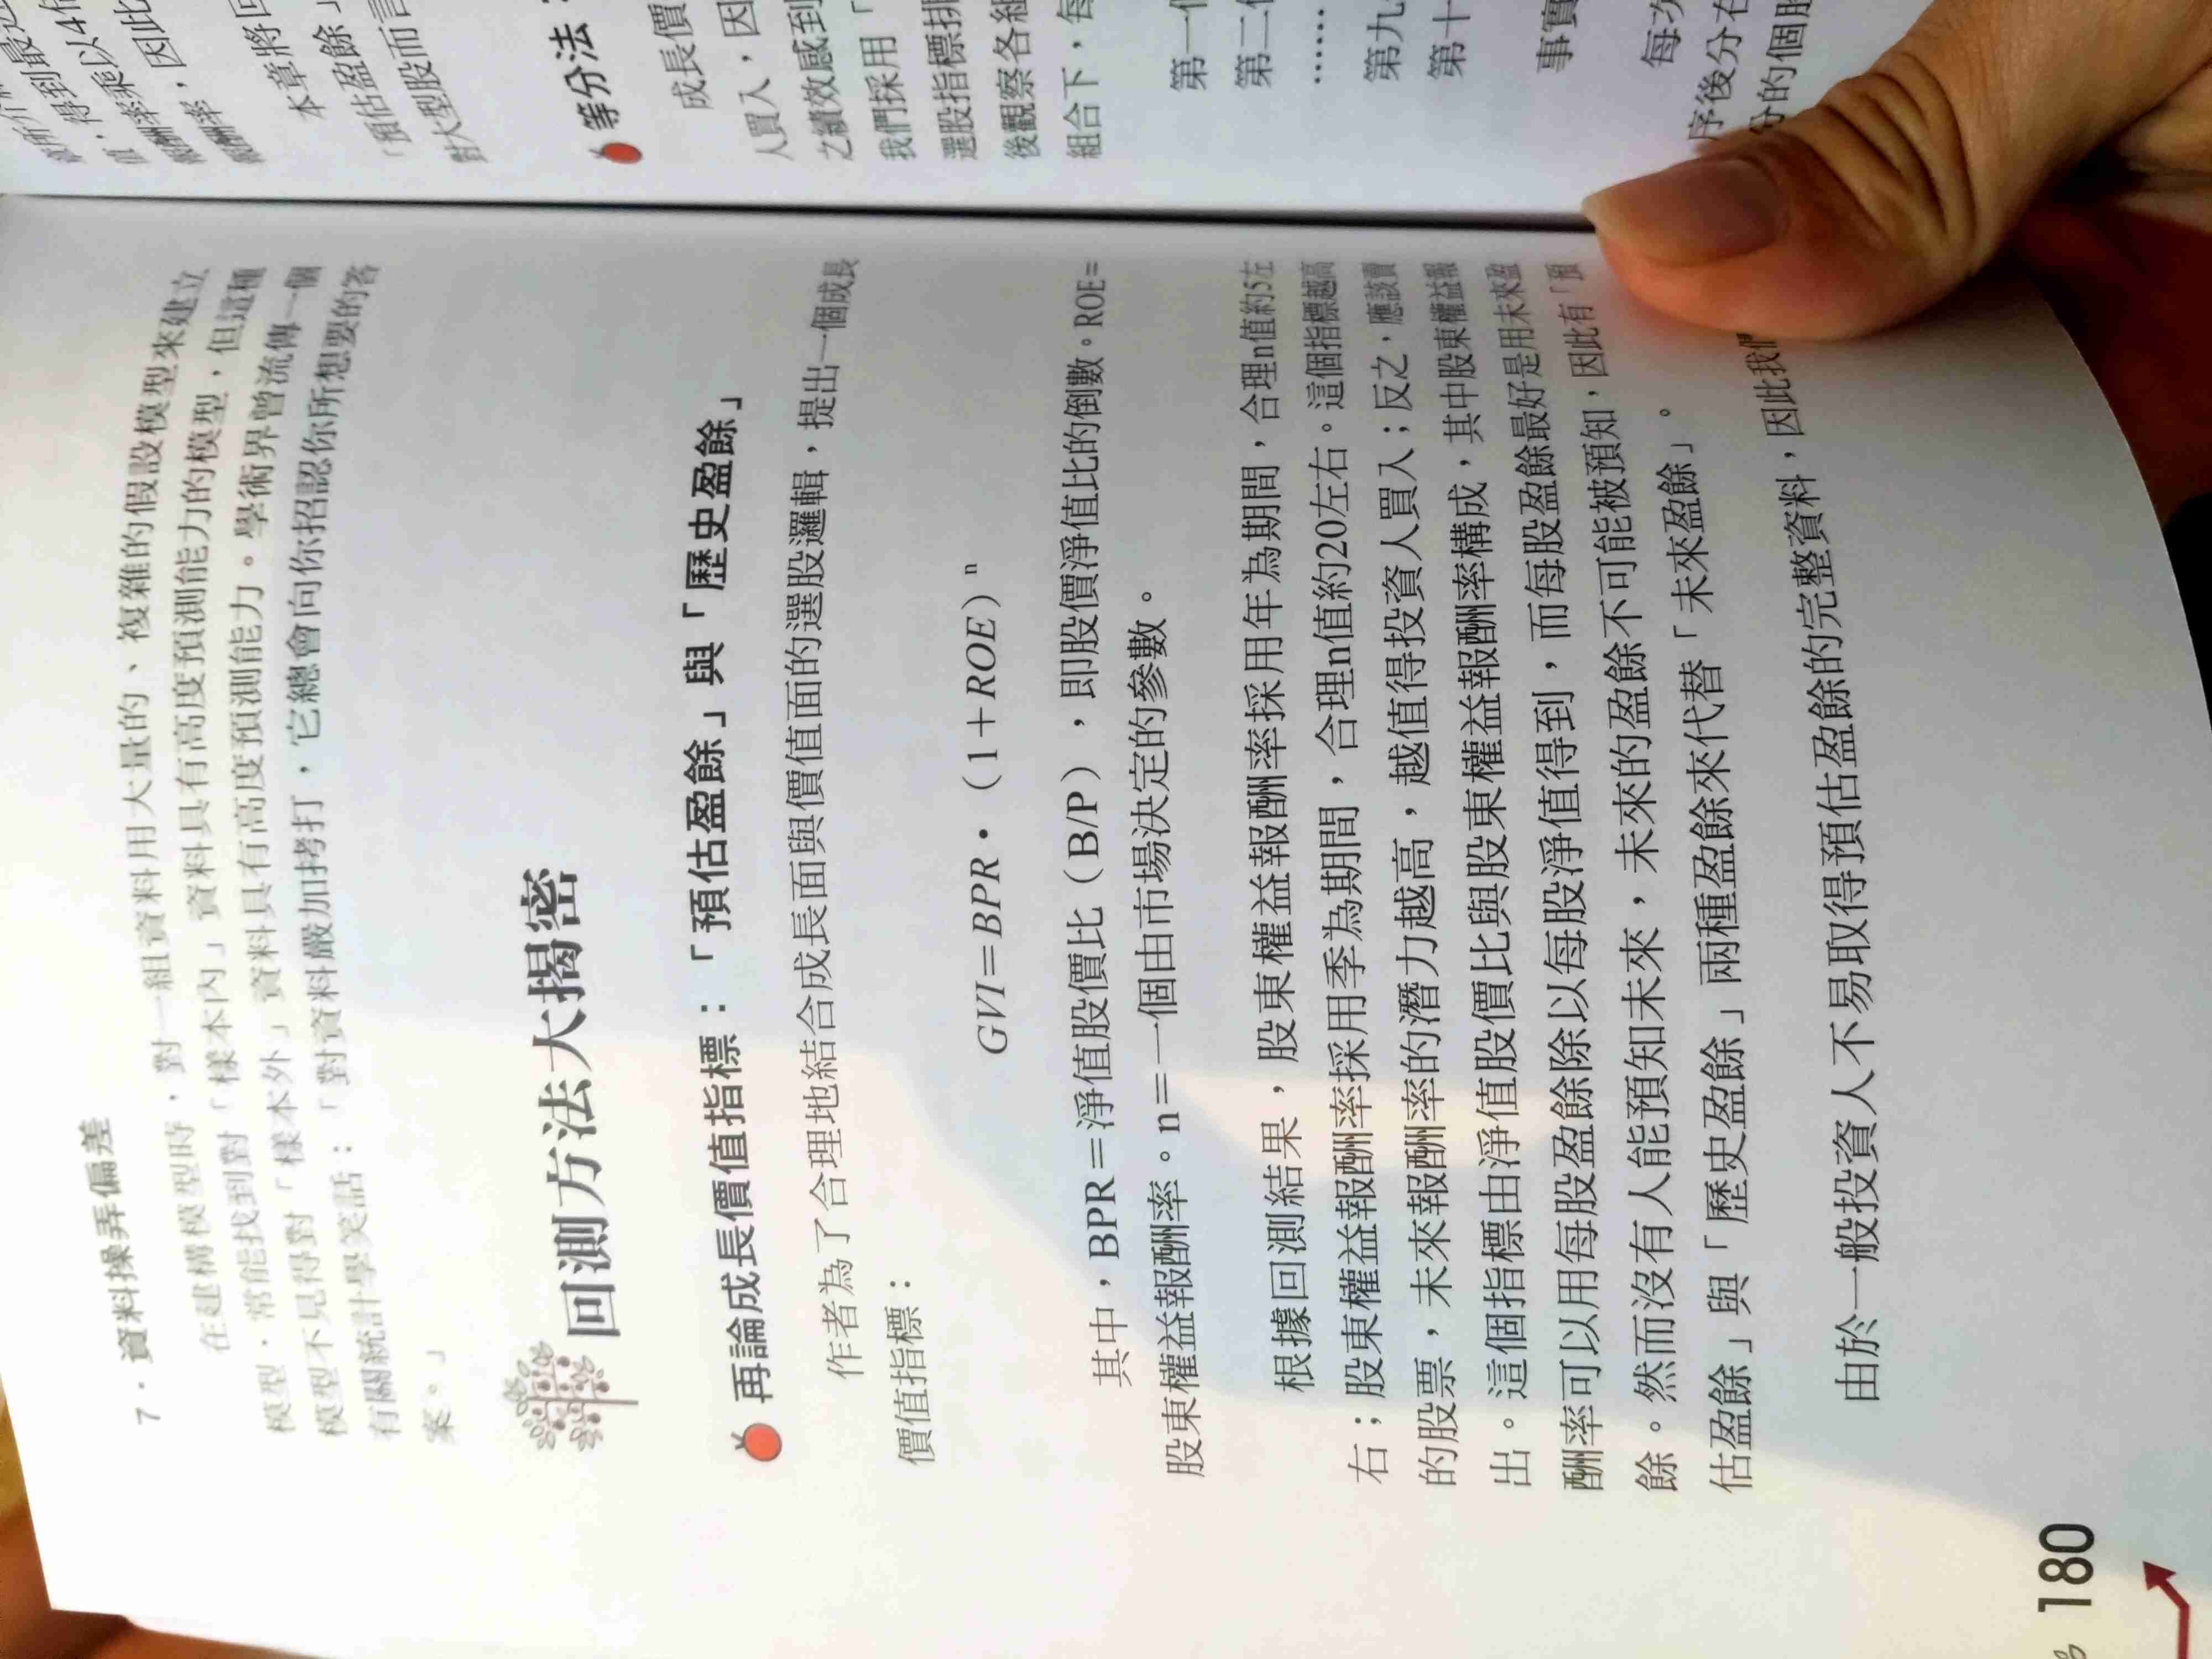 7．資料操弄偏差
在建構模型時，對一組資料用大量的、複雜的假設模型來建立
模型，常能找到對「樣本內」資料具有高度預測能力的模型，但這種
模型不見得對「樣本外」資料具有高度預測能力。學術界曾流傳一個
有關統計學笑話：「對資料嚴加拷打，它總會向你招認你所想要的答
案。」
回測方法大揭密
再論成長價值指標：「預估盈餘」與「歷史盈餘」
作者為了合理地結合成長面與價值面的選股邏輯，提出一個成長
價值指標：
GVI＝BPR・（1＋ROE）ⁿ
其中，BPR＝淨值股價比（B/P），即股價淨值比的倒數。ROE=
股東權益報酬率。n＝一個由市場決定的參數。
根據回測結果，股東權益報酬率採用年為期間，合理n值約5左
右；股東權益報酬率採用季為期間，合理n值約20左右。這個指標越高
的股票，未來報酬率的潛力越高，越值得投資人買入；反之，應該賣
出。這個指標由淨值股價比與股東權益報酬率構成，其中股東權益報
酬率可以用每股盈餘除以每股淨值得到，而每股盈餘最好是用未來盈
餘。然而沒有人能預知未來，未來的盈餘不可能被預知，因此有「預
估盈餘」與「歷史盈餘」兩種盈餘來代替「未來盈餘」。
由於一般投資人不易取得預估盈餘的完整資料，因此我們
180
章所介
值，得到最近
報酬率乘以4倍
報酬率，因此
本章將回
「預估盈餘」
對大型股而言
等分法
成長價
人買入，因
之績效感到
我們採用「
選股指標排
後觀察各組
組合下，每
第一個
第二個
……
第九
第十
事實
每次
序後分在
分的個股